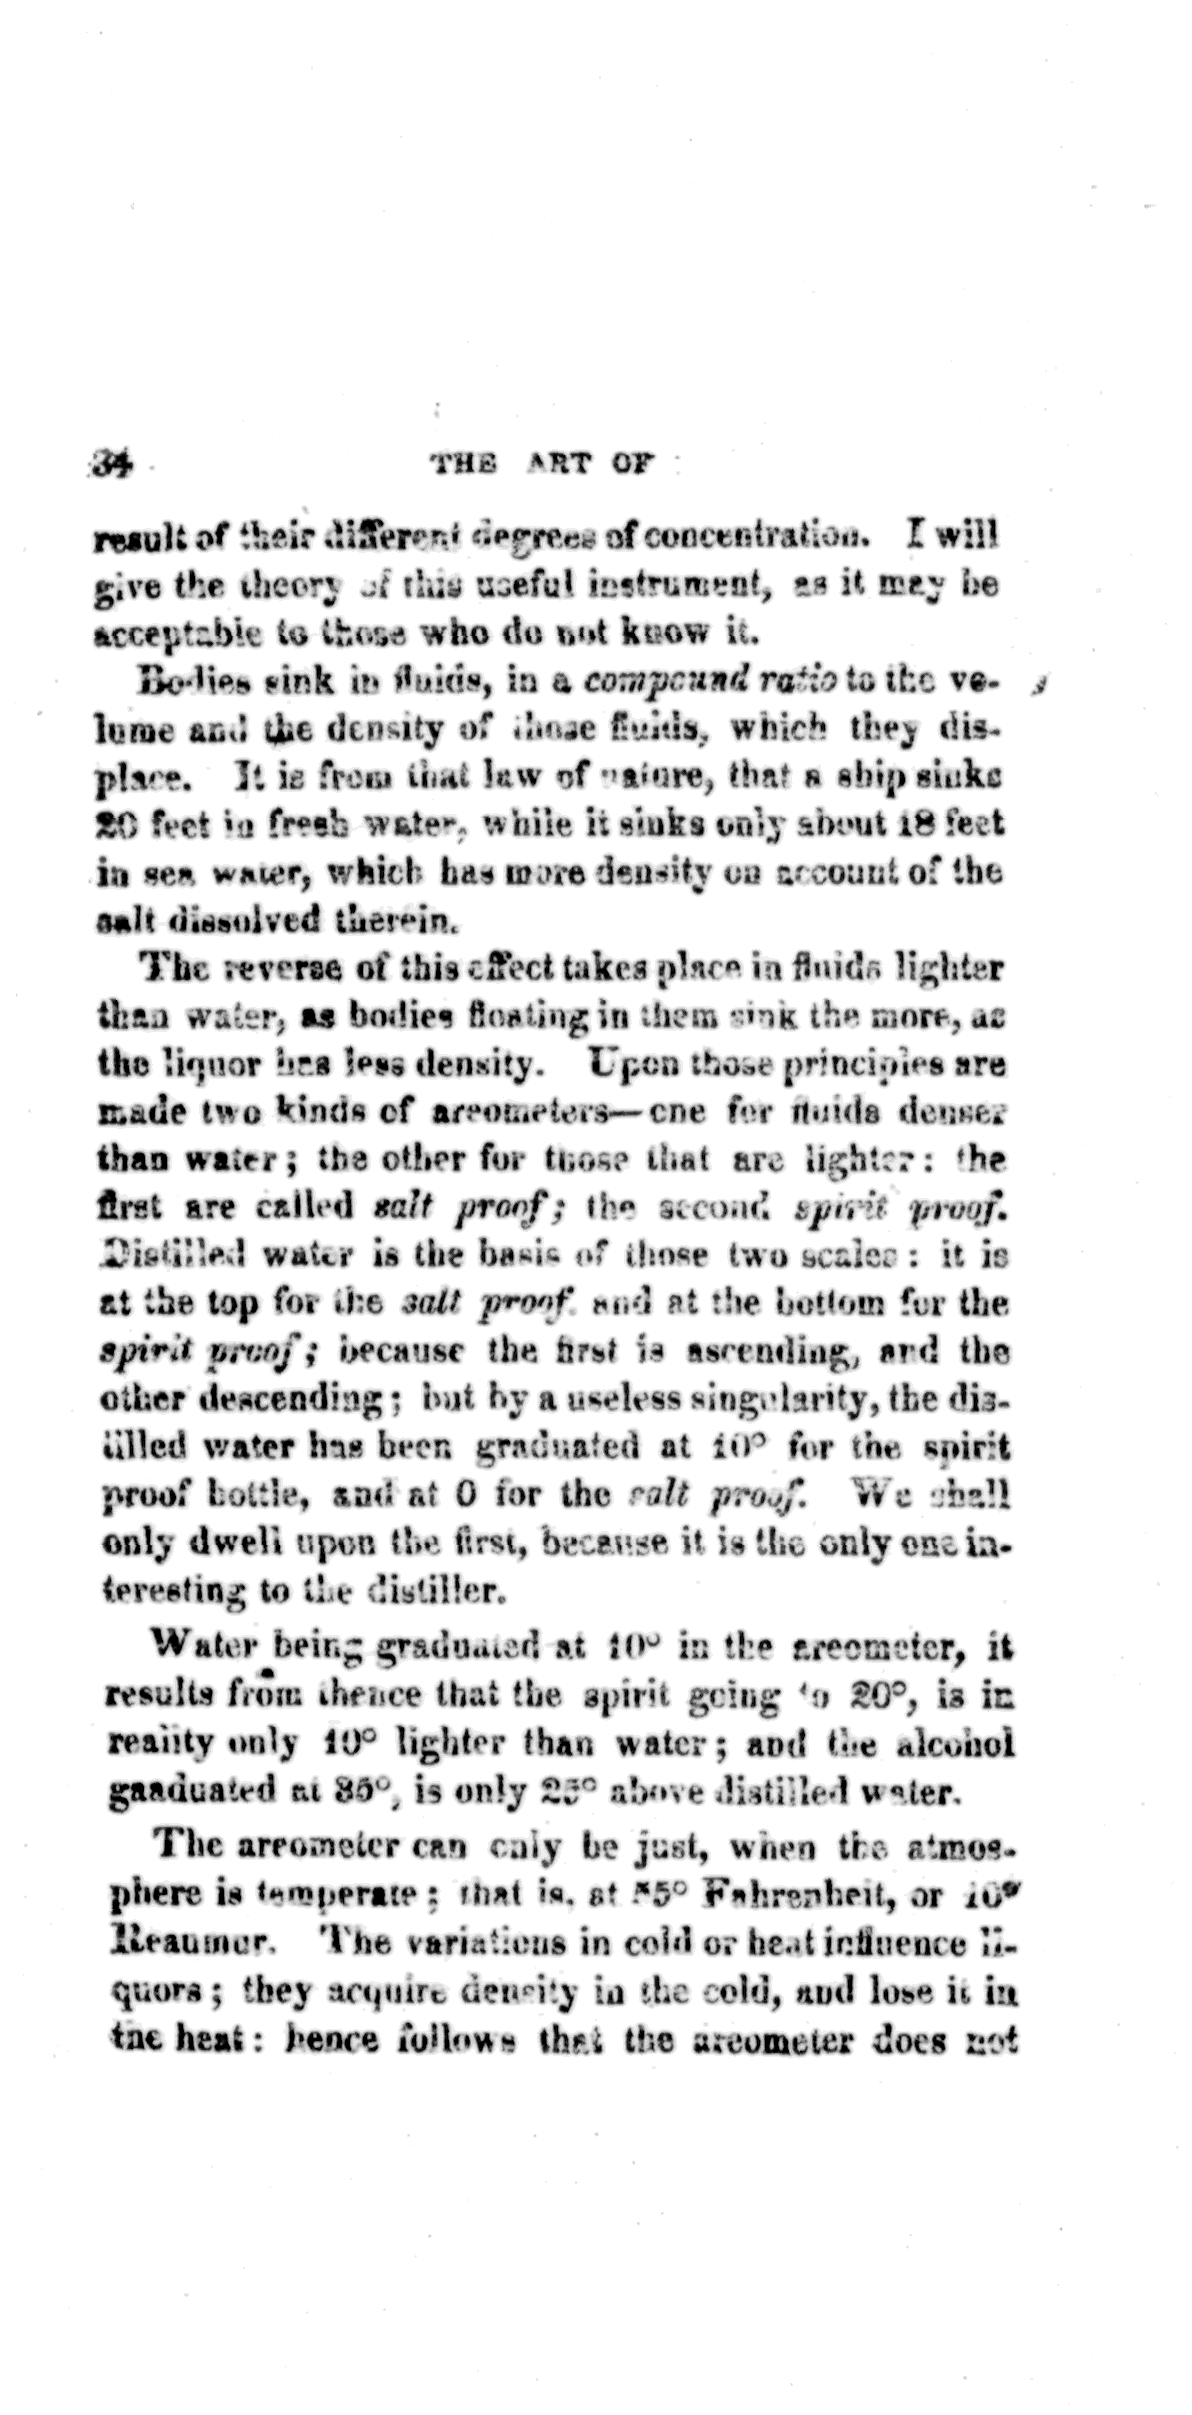 34 THE ART OF
result of their different degrees of concentration. I will
give the theory of this useful instrument, as it may be
acceptable to those who do not know it.
Bodies sink in fluids, in a compound ratio to the vo-
lume and the density of those fluids, which they dis-
place. It is from that law of nature, that a ship sinks
20 feet in fresh water, while it sinks only about 18 feet
in sea water, which has more density on account of the
salt dissolved therein.
The reverse of this effect takes place in fluids lighter
than water, as bodies floating in them sink the more, as
the liquor has less density. Upon those principles are
made two kinds of areometers—one for fluids denser
than water; the other for those that are lighter: the
first are called salt proof; the second spirit proof.
Distilled water is the basis of those two scales: it is
at the top for the salt proof and at the bottom for the
spirit proof; because the first is ascending, and the
other descending; but by a useless singularity, the dis-
tilled water has been graduated at 10° for the spirit
proof bottle, and at 0 for the salt proof. We shall
only dwell upon the first, because it is the only one in-
teresting to the distiller.
Water being graduated at 10° in the areometer, it
results from thence that the spirit going to 20°, is in
reality only 10° lighter than water; and the alcohol
gaaduated at 35°, is only 25° above distilled water.
The areometer can only be just, when the atmos-
phere is temperate; that is, at 55° Fahrenheit, or 10°
Reaumur. The variations in cold or heat influence li-
quors; they acquire density in the cold, and lose it in
the heat: hence follows that the areometer does not